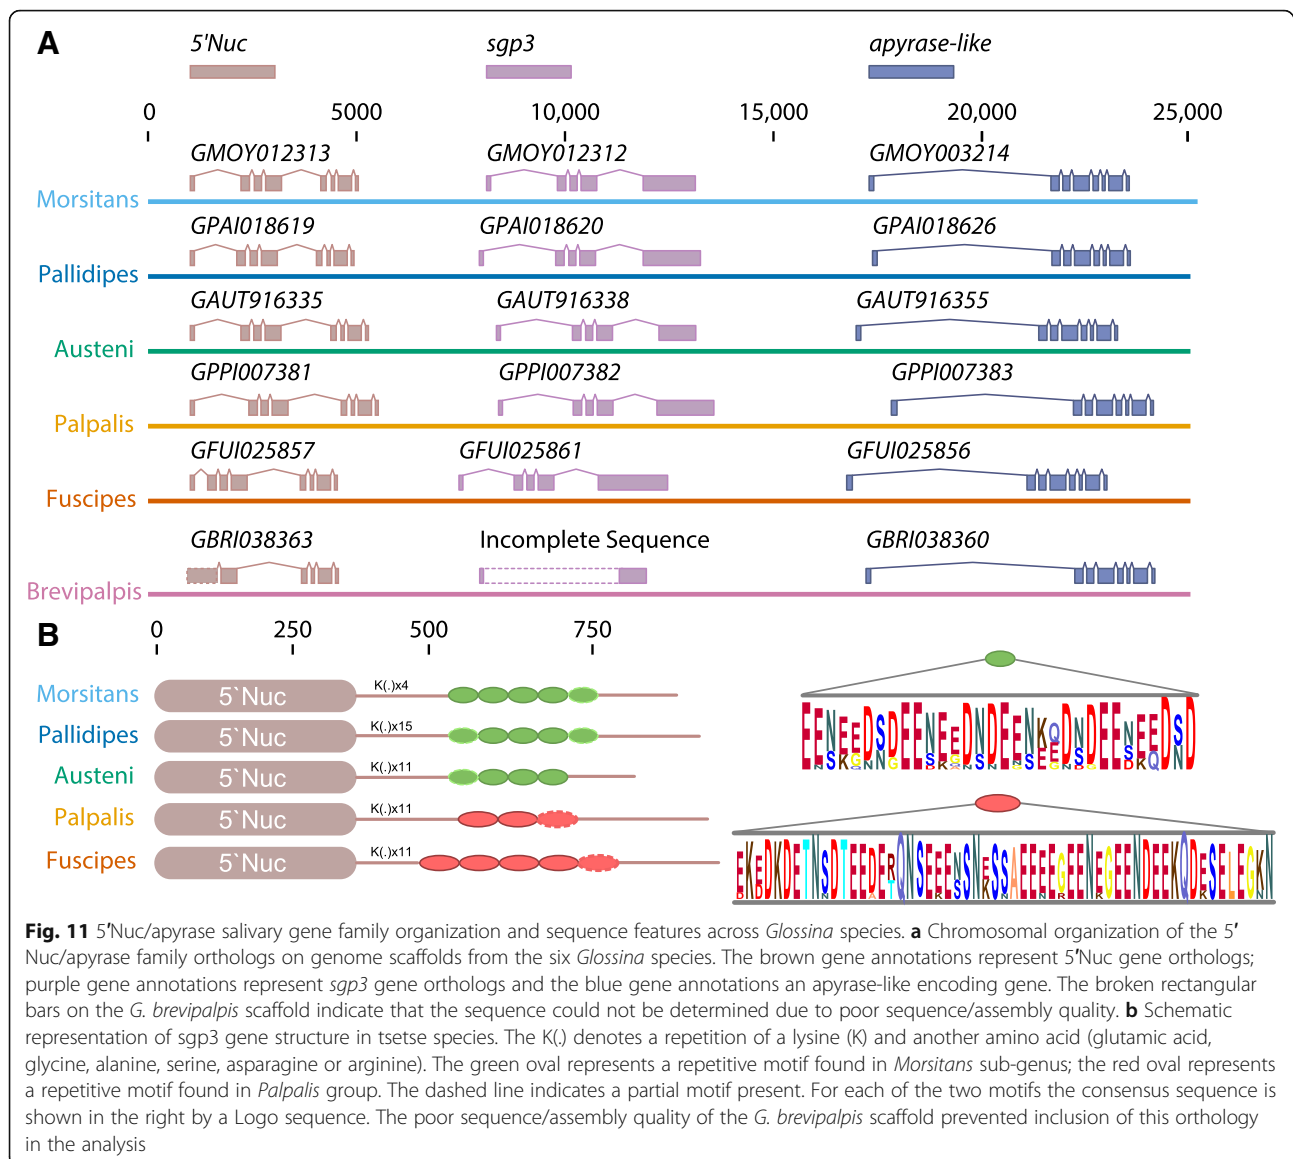 A
5'Nuc sgp3 apyrase-like
0 5000 10,000 15,000 20,000 25,000
GMOY012313 GMOY012312 GMOY003214
Morsitans
GPAI018619 GPAI018620 GPAI018626
Pallidipes
GAUT916335 GAUT916338 GAUT916355
Austeni
GPPI007381 GPPI007382 GPPI007383
Palpalis
GFUI025857 GFUI025861 GFUI025856
Fuscipes
GBRI038363 Incomplete Sequence GBRI038360
Brevipalpis
B
0 250 500 750
Morsitans 5`Nuc K(.)x4
Pallidipes 5`Nuc K(.)x15
Austeni 5`Nuc K(.)x11
Palpalis 5`Nuc K(.)x11
Fuscipes 5`Nuc K(.)x11
Fig. 11 5′Nuc/apyrase salivary gene family organization and sequence features across Glossina species. a Chromosomal organization of the 5′
Nuc/apyrase family orthologs on genome scaffolds from the six Glossina species. The brown gene annotations represent 5′Nuc gene orthologs;
purple gene annotations represent sgp3 gene orthologs and the blue gene annotations an apyrase-like encoding gene. The broken rectangular
bars on the G. brevipalpis scaffold indicate that the sequence could not be determined due to poor sequence/assembly quality. b Schematic
representation of sgp3 gene structure in tsetse species. The K(.) denotes a repetition of a lysine (K) and another amino acid (glutamic acid,
glycine, alanine, serine, asparagine or arginine). The green oval represents a repetitive motif found in Morsitans sub-genus; the red oval represents
a repetitive motif found in Palpalis group. The dashed line indicates a partial motif present. For each of the two motifs the consensus sequence is
shown in the right by a Logo sequence. The poor sequence/assembly quality of the G. brevipalpis scaffold prevented inclusion of this orthology
in the analysis